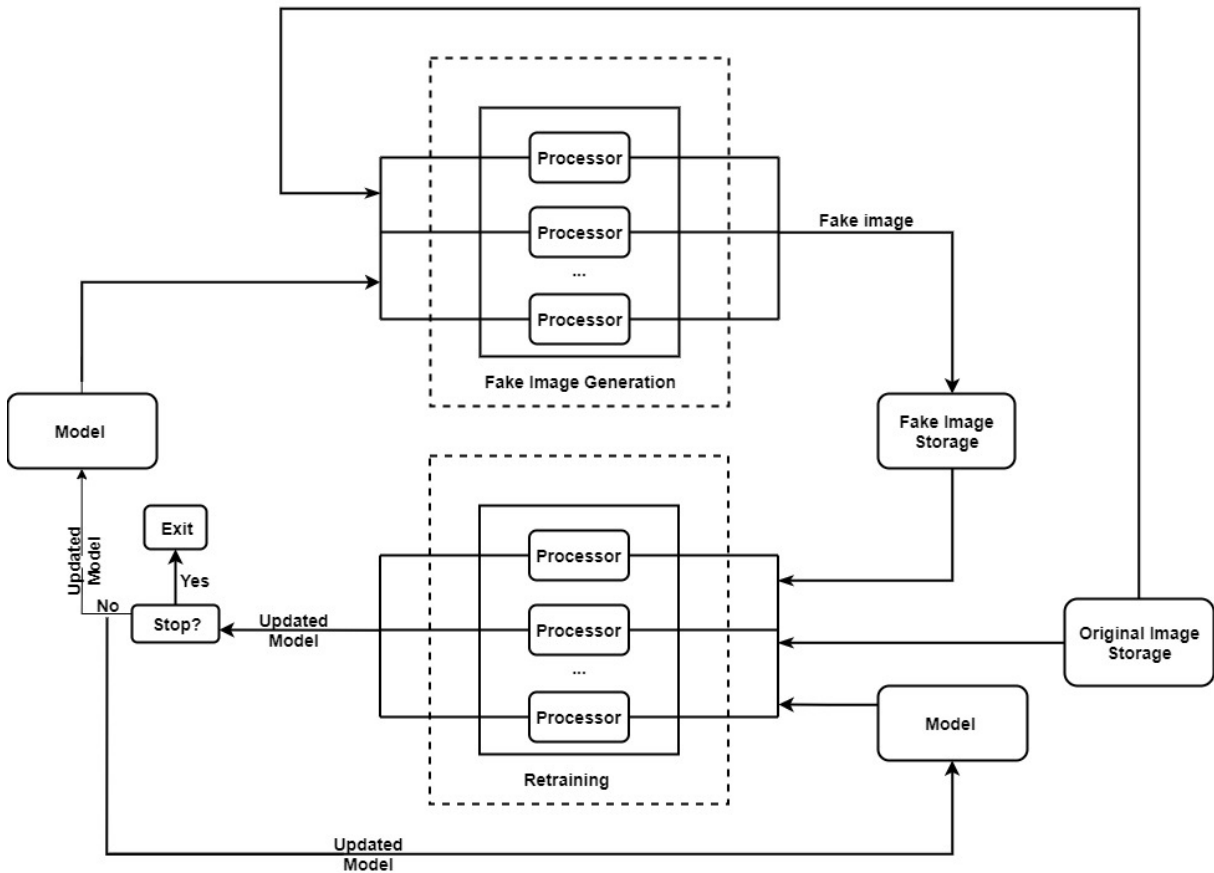 Processor
Processor
...
Processor
Fake Image Generation
Fake image
Model
Fake Image
Storage
Updated
Model
Exit
Yes
No
Stop?
Updated
Model
Processor
Processor
...
Processor
Retraining
Original Image
Storage
Model
Updated
Model